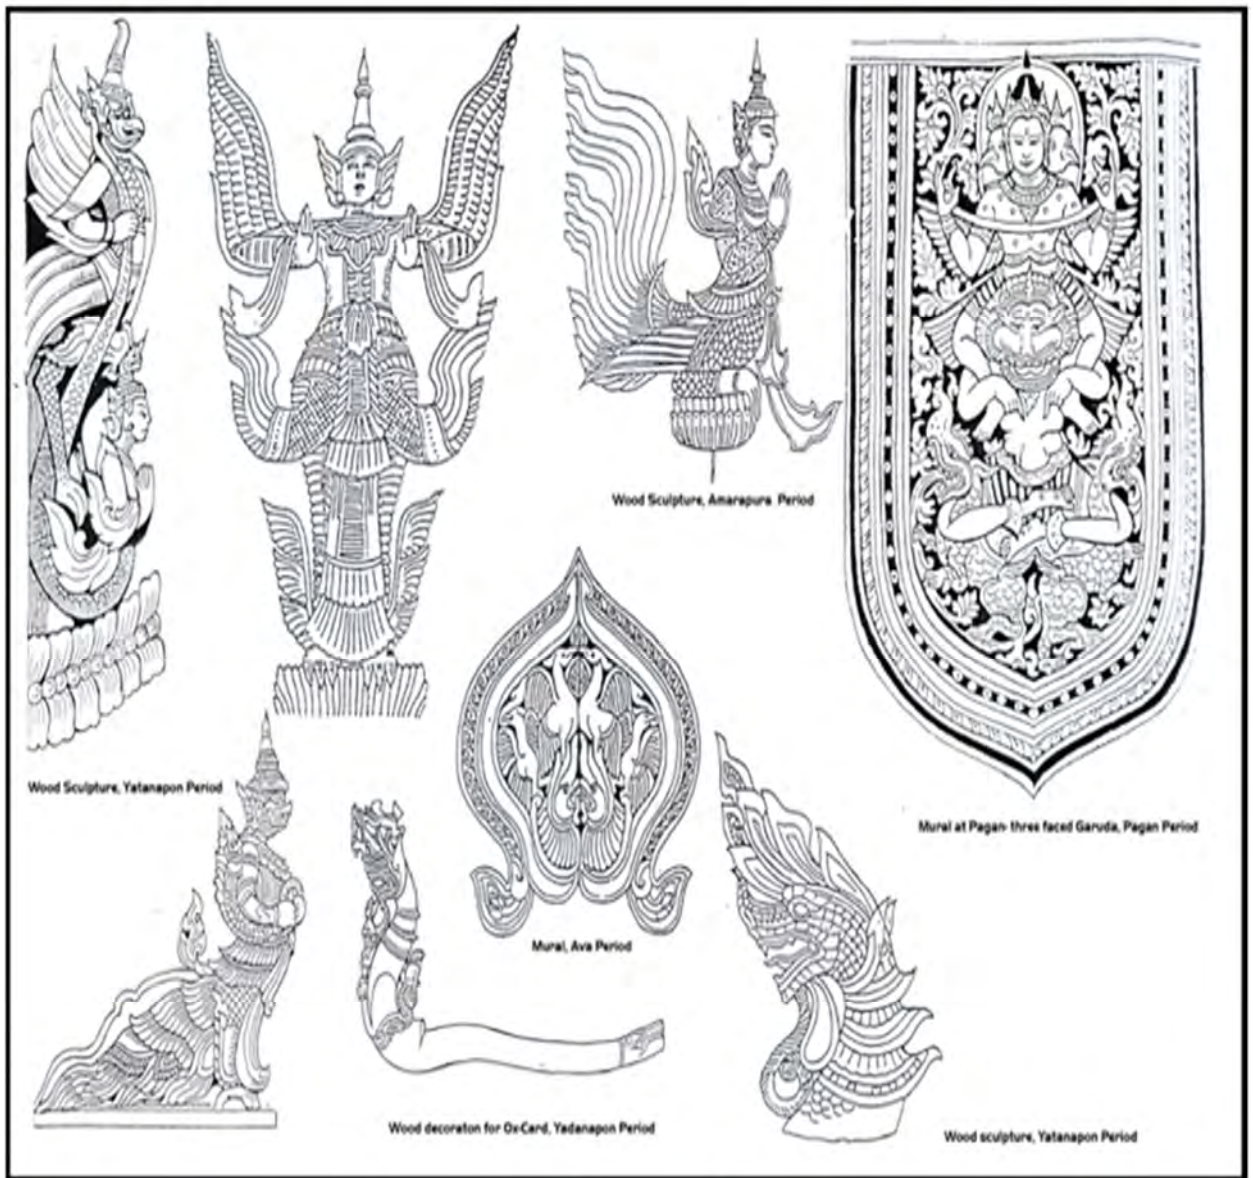 Wood Sculpture, Amarapura Period
Wood Sculpture, Yatanapon Period
Mural at Pagan- three faced Garuda, Pagan Period
Mural, Ava Period
Wood decoraton for Ox-Card, Yadanapon Period
Wood sculpture, Yatanapon Period